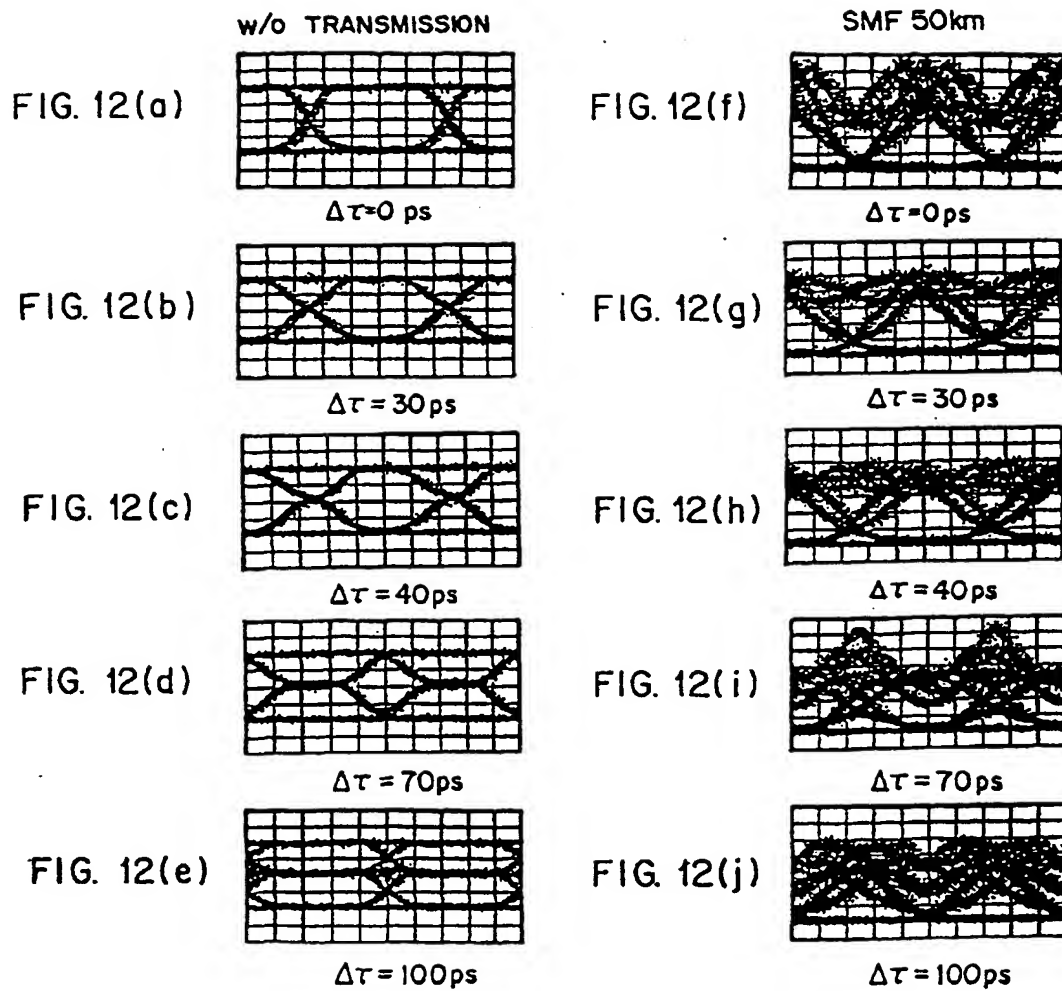 w/o TRANSMISSION
FIG. 12(a)
Δτ=0 ps
FIG. 12(b)
Δτ = 30ps
FIG. 12(c)
Δτ = 40ps
FIG. 12(d)
Δτ = 70ps
FIG. 12(e)
Δτ = 100ps
SMF 50km
FIG. 12(f)
Δτ = 0ps
FIG. 12(g)
Δτ = 30ps
FIG. 12(h)
Δτ = 40ps
FIG. 12(i)
Δτ = 70ps
FIG. 12(j)
Δτ = 100ps